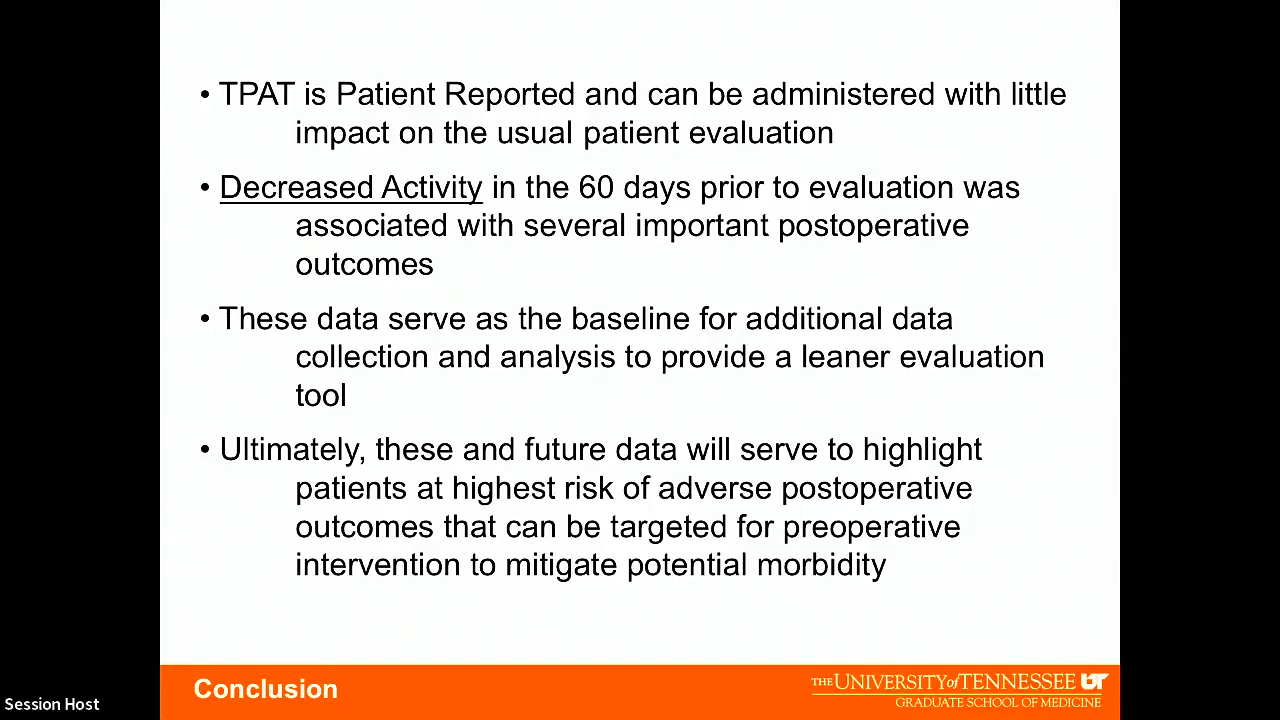 • TPAT is Patient Reported and can be administered with little
impact on the usual patient evaluation
• Decreased Activity in the 60 days prior to evaluation was
associated with several important postoperative
outcomes
• These data serve as the baseline for additional data
collection and analysis to provide a leaner evaluation
tool
• Ultimately, these and future data will serve to highlight
patients at highest risk of adverse postoperative
outcomes that can be targeted for preoperative
intervention to mitigate potential morbidity
Conclusion
THE UNIVERSITY of TENNESSEE UT
GRADUATE SCHOOL OF MEDICINE
Session Host